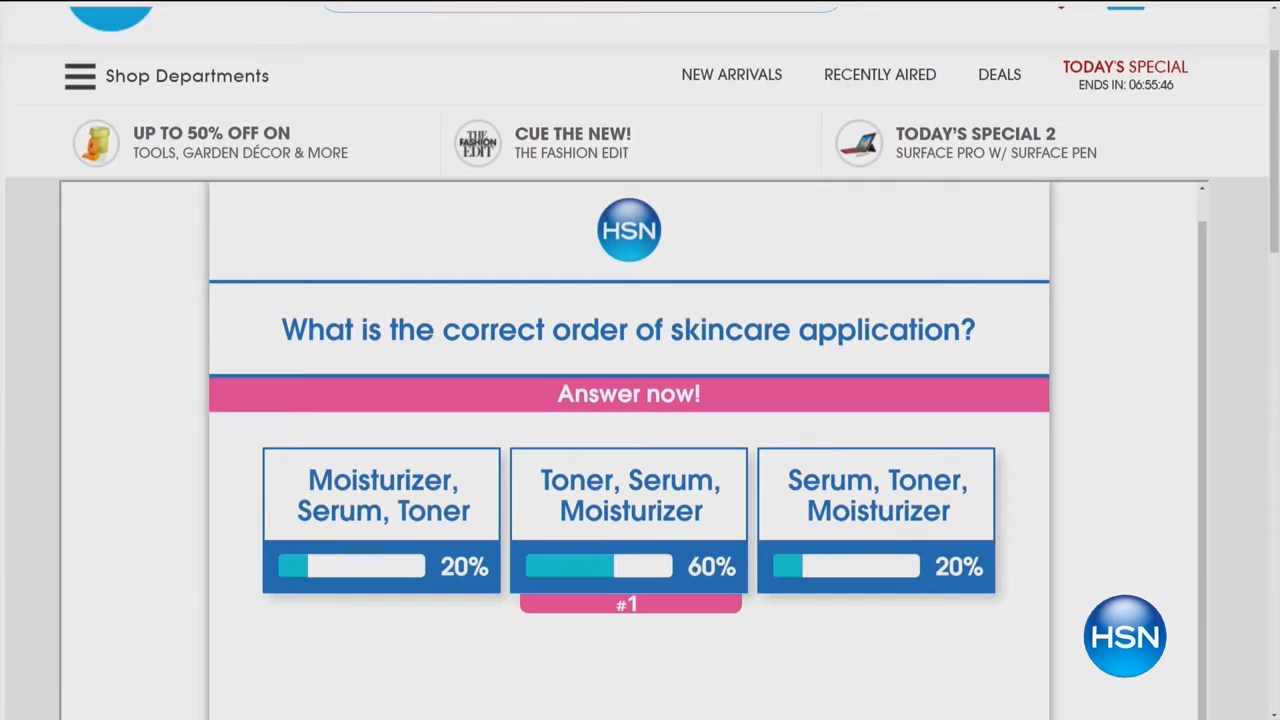 Shop Departments
NEW ARRIVALS
RECENTLY AIRED
DEALS
TODAY'S SPECIAL
ENDS IN: 06:55:46
UP TO 50% OFF ON
TOOLS, GARDEN DÉCOR & MORE
THE
FASHION
EDIT
CUE THE NEW!
THE FASHION EDIT
TODAY'S SPECIAL 2
SURFACE PRO W/ SURFACE PEN
HSN
What is the correct order of skincare application?
Answer now!
Moisturizer,
Serum, Toner
20%
Toner, Serum,
Moisturizer
60%
#1
Serum, Toner,
Moisturizer
20%
HSN